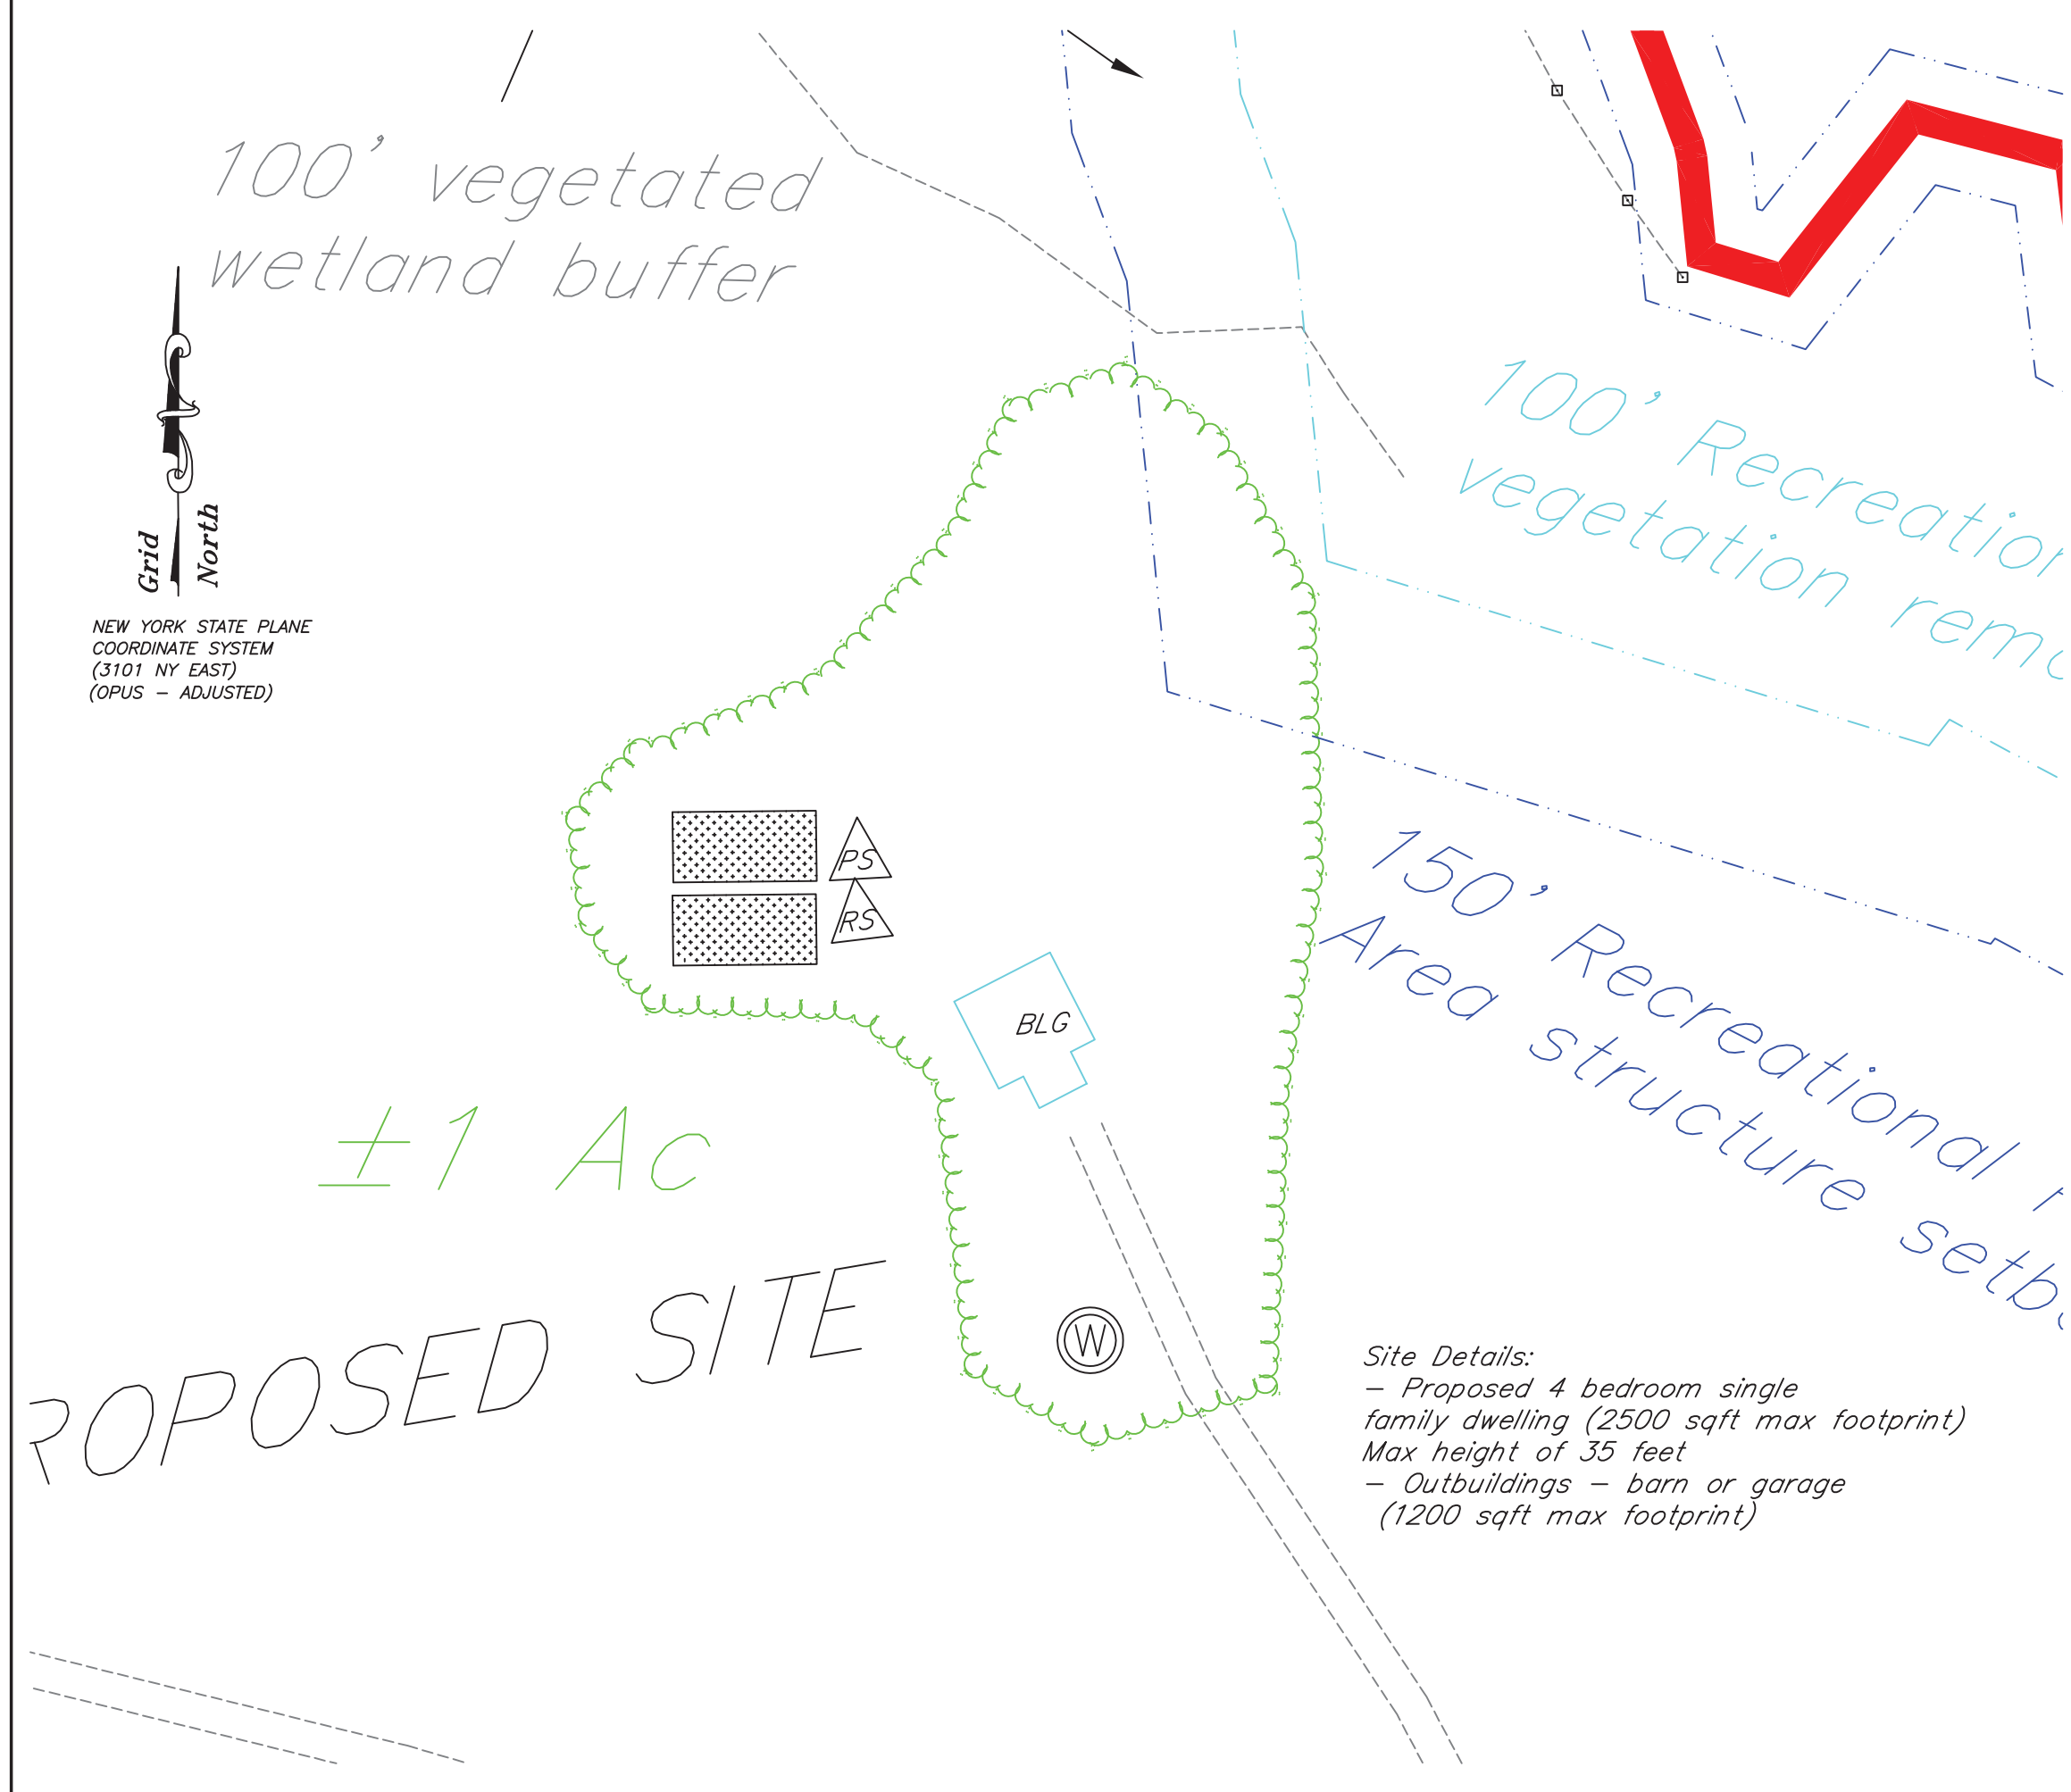 100' vegetated
wetland buffer
Grid
North
NEW YORK STATE PLANE
COORDINATE SYSTEM
(3101 NY EAST)
(OPUS – ADJUSTED)
100' Recreation
vegetation remo
150' Recreational
Area structure setb
PS
RS
BLG
±1 Ac
ROPOSED SITE
W
Site Details:
– Proposed 4 bedroom single
family dwelling (2500 sqft max footprint)
Max height of 35 feet
– Outbuildings – barn or garage
(1200 sqft max footprint)